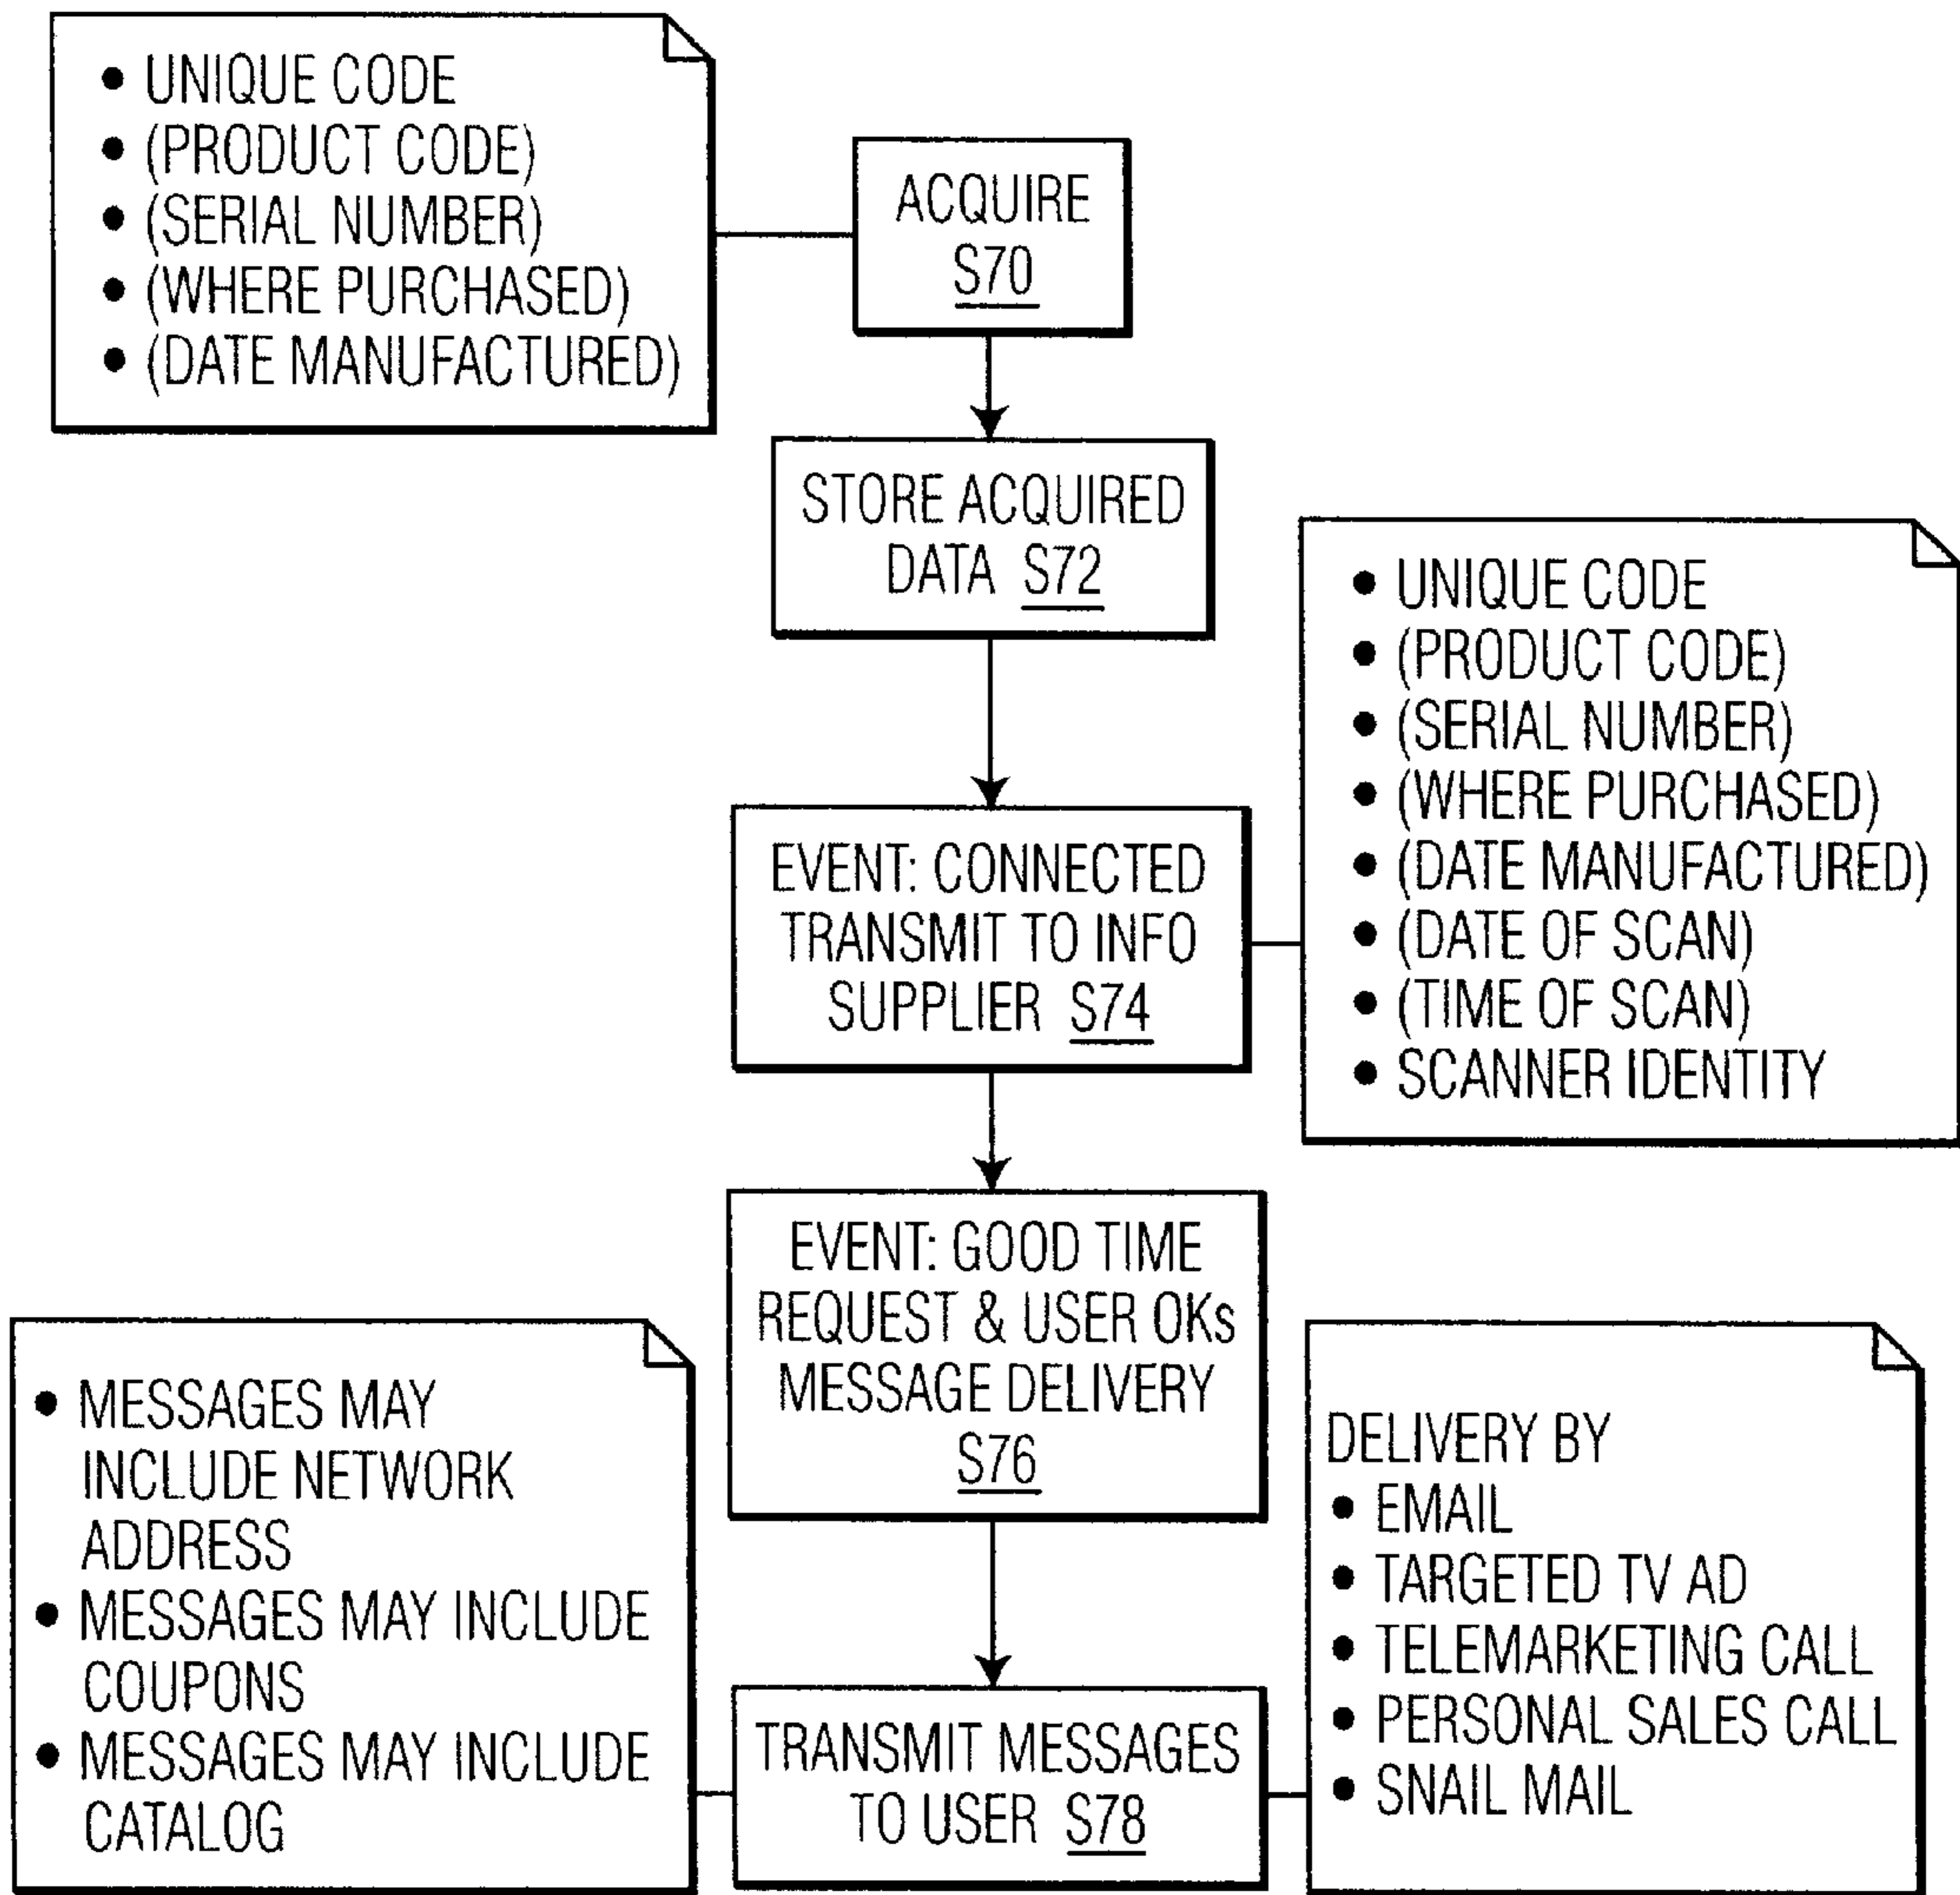 • UNIQUE CODE
• (PRODUCT CODE)
• (SERIAL NUMBER)
• (WHERE PURCHASED)
• (DATE MANUFACTURED)
ACQUIRE
S70
STORE ACQUIRED
DATA S72
EVENT: CONNECTED
TRANSMIT TO INFO
SUPPLIER S74
• UNIQUE CODE
• (PRODUCT CODE)
• (SERIAL NUMBER)
• (WHERE PURCHASED)
• (DATE MANUFACTURED)
• (DATE OF SCAN)
• (TIME OF SCAN)
• SCANNER IDENTITY
EVENT: GOOD TIME
REQUEST & USER OKs
MESSAGE DELIVERY
S76
• MESSAGES MAY
INCLUDE NETWORK
ADDRESS
• MESSAGES MAY INCLUDE
COUPONS
• MESSAGES MAY INCLUDE
CATALOG
TRANSMIT MESSAGES
TO USER S78
DELIVERY BY
• EMAIL
• TARGETED TV AD
• TELEMARKETING CALL
• PERSONAL SALES CALL
• SNAIL MAIL